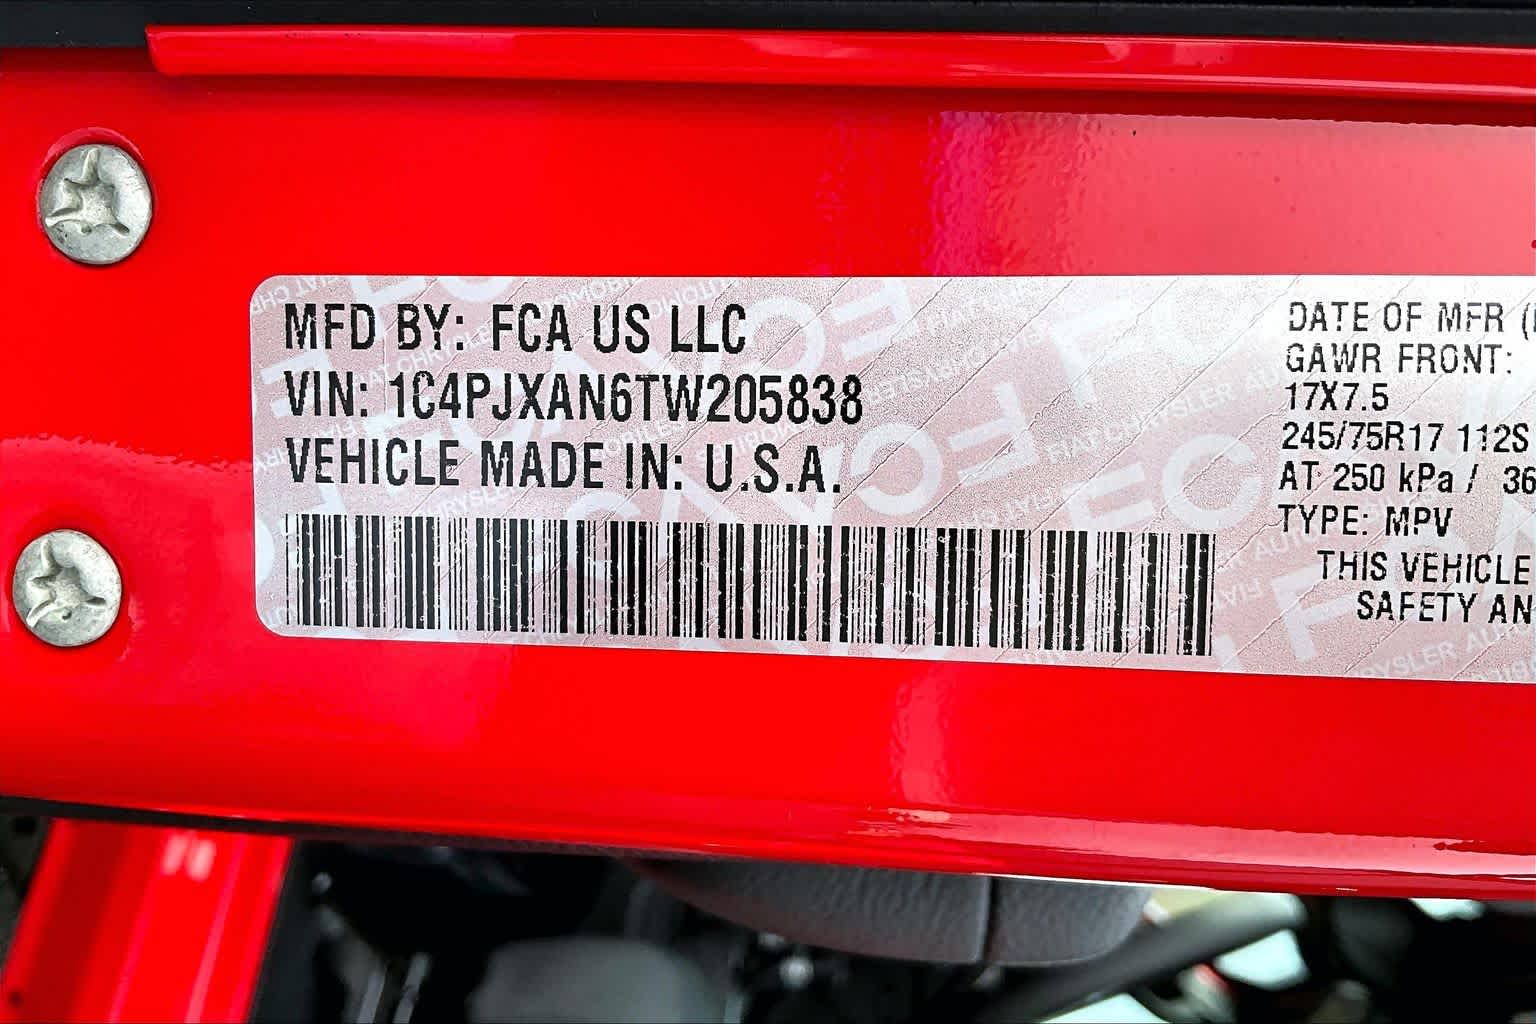 MFD BY: FCA US LLC
VIN: 1C4PJXAN6TW205838
VEHICLE MADE IN: U.S.A.
DATE OF MFR (
GAWR FRONT:
17X7.5
245/75R17 112S
AT 250 kPa / 36
TYPE: MPV
THIS VEHICLE
SAFETY AN